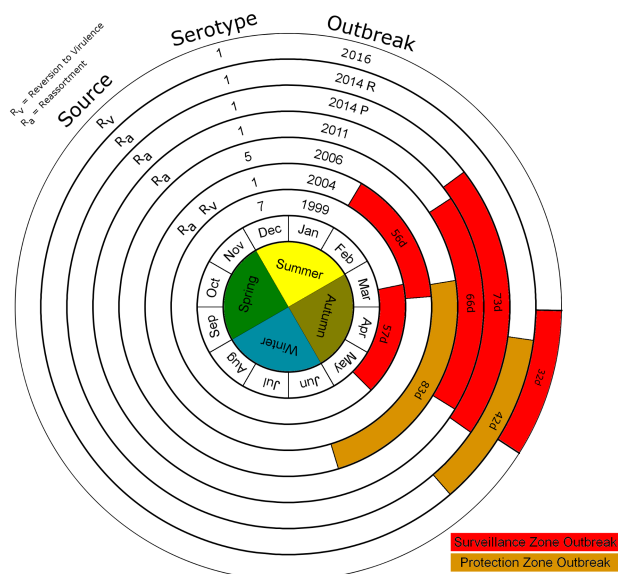 Rv = Reversion to Virulence
Ra = Reassortment
Source
Serotype
Outbreak
Rv 1 2016
Ra 1 2014 R
Ra 1 2014 P
Ra 1 2011
5 2006
Ra Rv 1 2004
7 1999
Jan
Feb
Mar
Apr
May
Jun
Jul
Aug
Sep
Oct
Nov
Dec
Summer
Autumn
Winter
Spring
56d
57d
83d
66d
73d
42d
32d
Surveillance Zone Outbreak
Protection Zone Outbreak